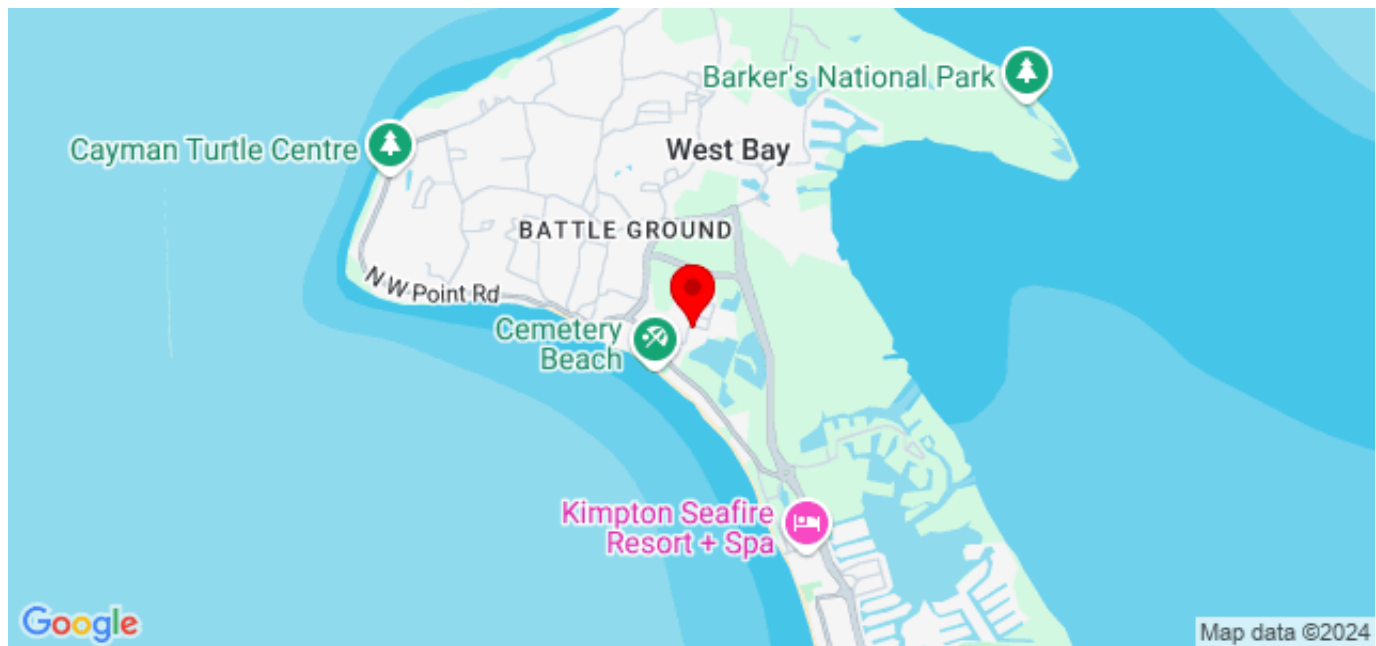 Barker's National Park
Cayman Turtle Centre
West Bay
BATTLE GROUND
N W Point Rd
Cemetery
Beach
Kimpton Seafire
Resort + Spa
Google
Map data ©2024